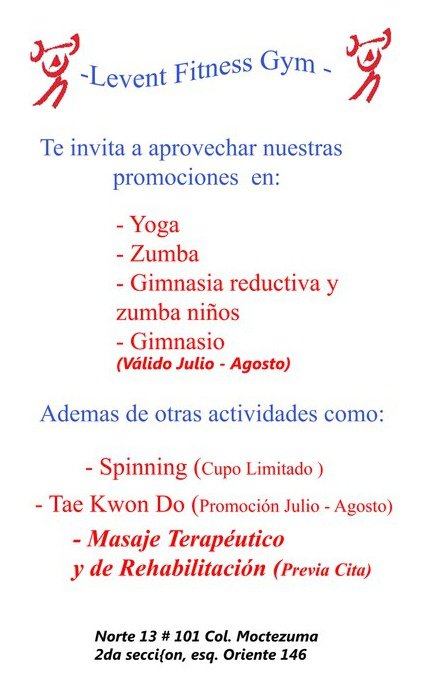 -Levent Fitness Gym -
Te invita a aprovechar nuestras
promociones en:
- Yoga
- Zumba
- Gimnasia reductiva y
zumba niños
- Gimnasio
(Válido Julio - Agosto)
Ademas de otras actividades como:
- Spinning (Cupo Limitado )
- Tae Kwon Do (Promoción Julio - Agosto)
- Masaje Terapéutico
y de Rehabilitación (Previa Cita)
Norte 13 # 101 Col. Moctezuma
2da secci{on, esq. Oriente 146